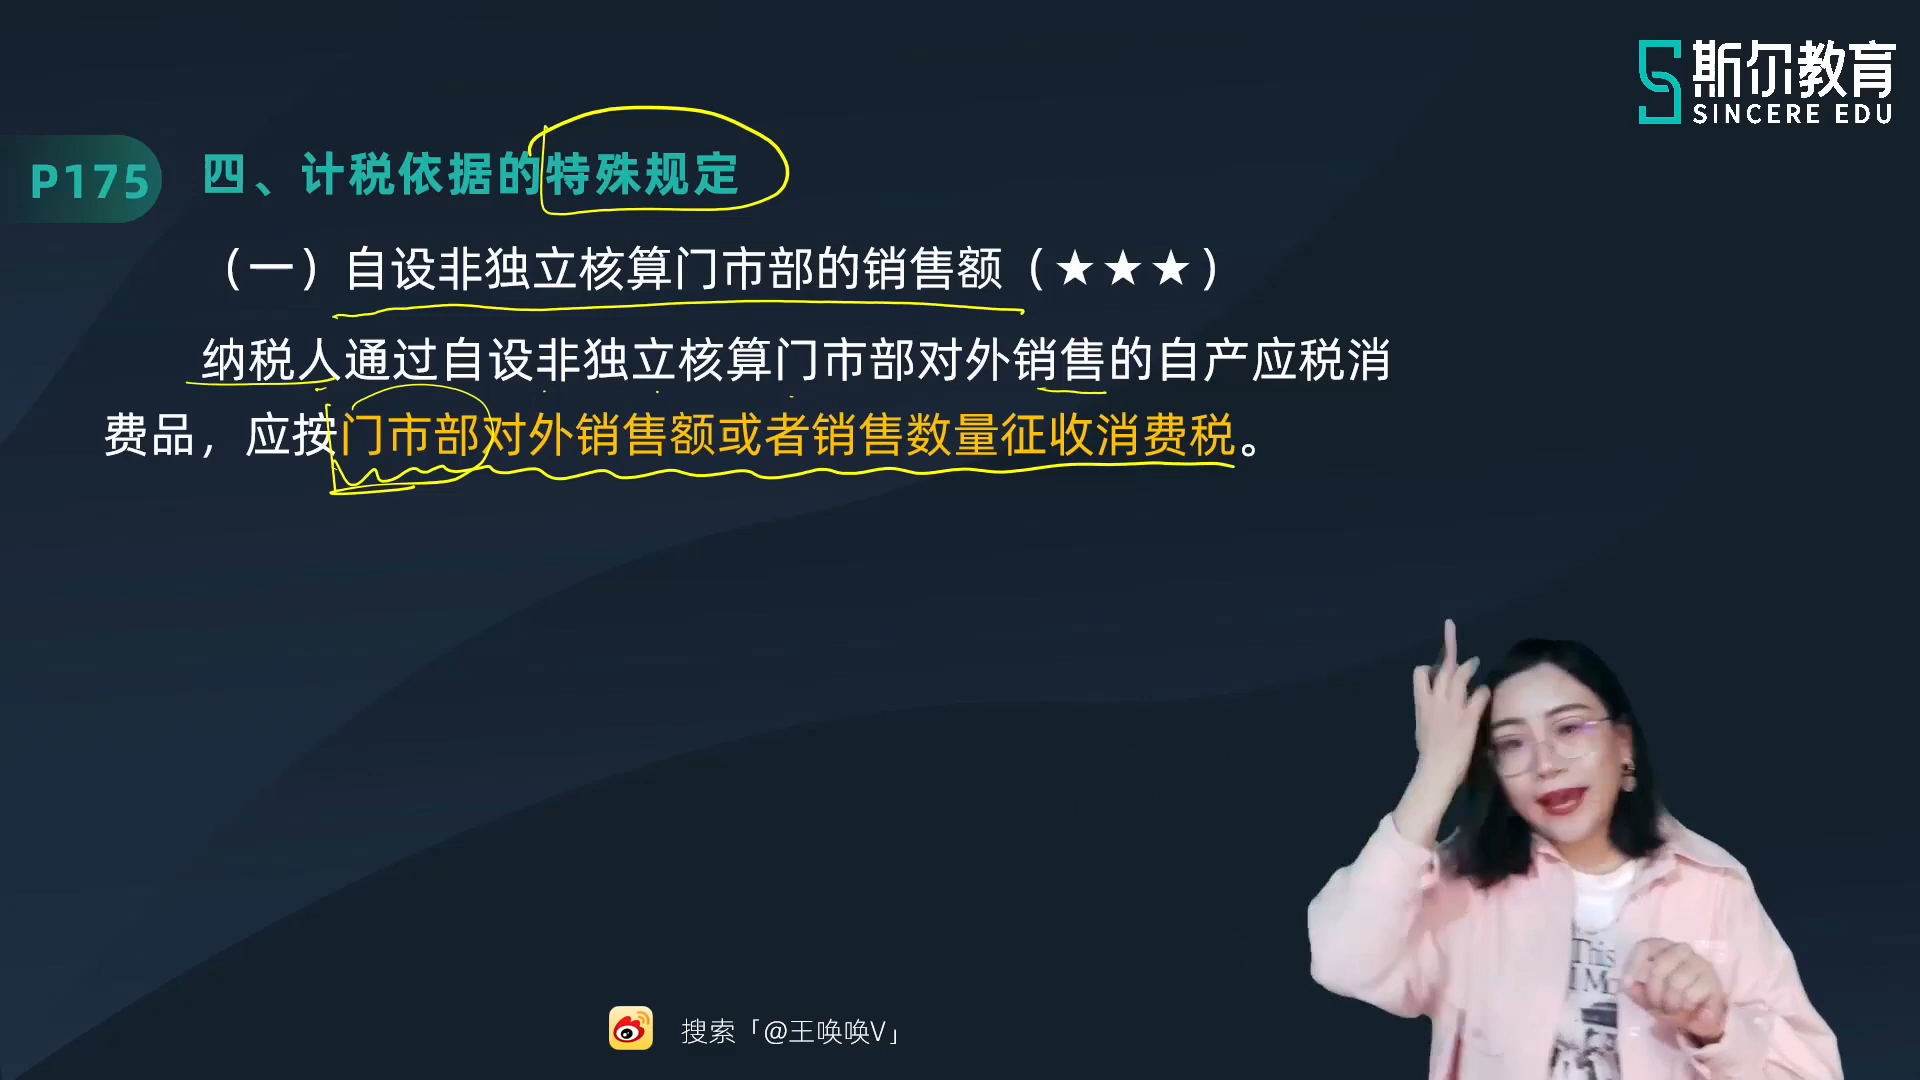 斯尔教育
SINCERE EDU
P175
四、计税依据的特殊规定
（一）自设非独立核算门市部的销售额（★★★）
纳税人通过自设非独立核算门市部对外销售的自产应税消
费品，应按门市部对外销售额或者销售数量征收消费税。
This
搜索「@王唤唤V」